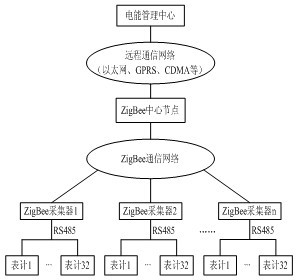 电能管理中心
远程通信网络
(以太网、GPRS、CDMA等)
ZigBee中心节点
ZigBee通信网络
ZigBee采集器1 ZigBee采集器2 ZigBee采集器n
RS485 RS485 …… RS485
表计1 … 表计32 表计1 … 表计32 表计1 … 表计32